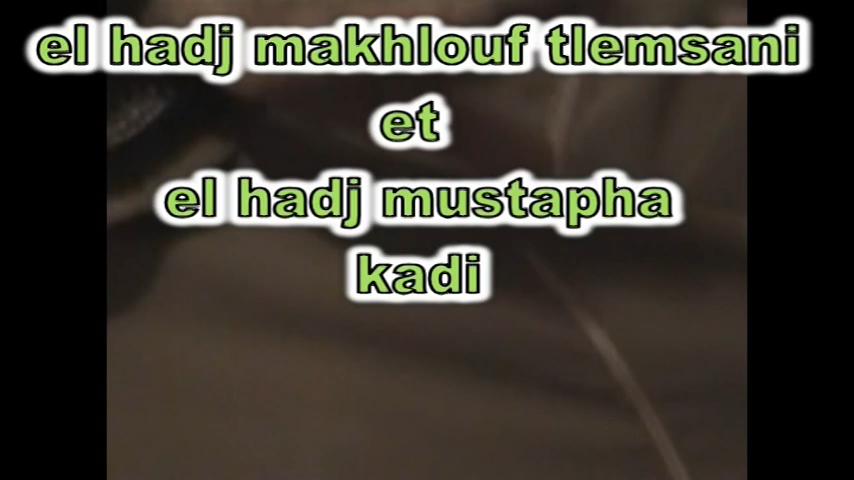 el hadj makhlouf tlemsani
et
el hadj mustapha
kadi